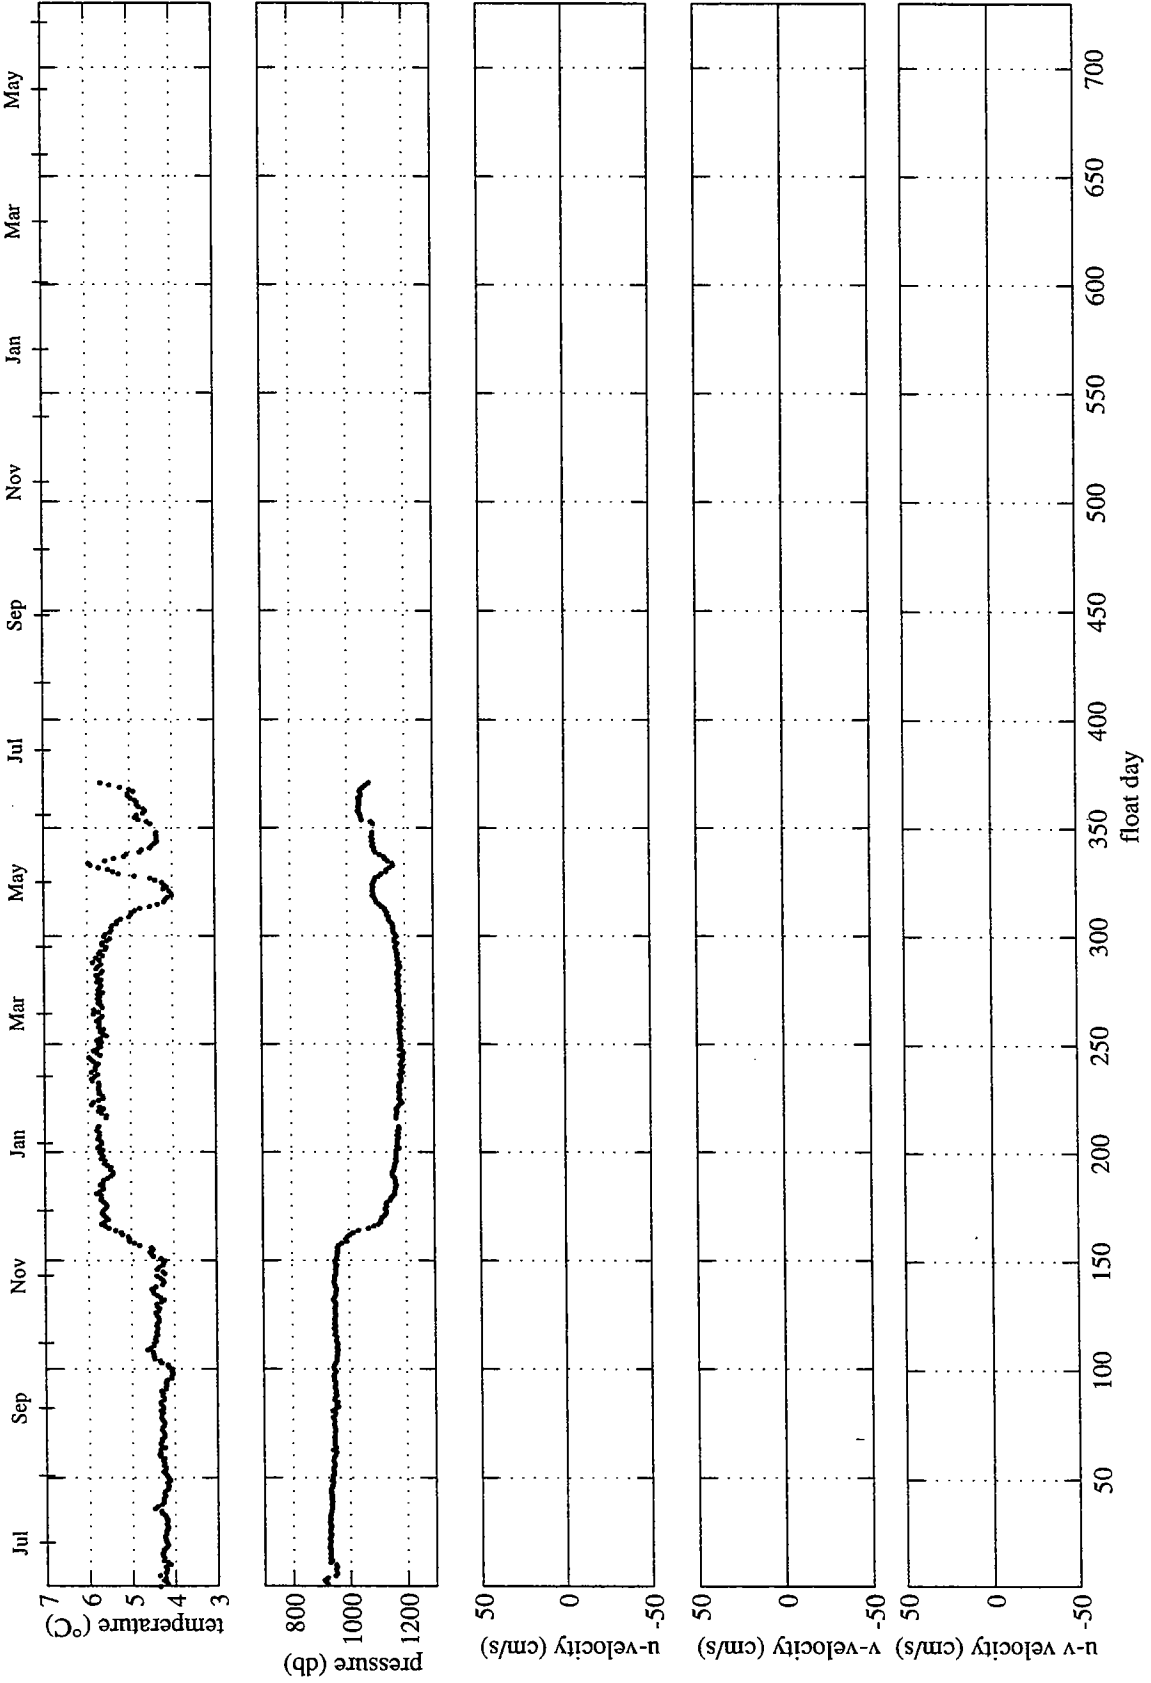 Jul Sep Nov Jan Mar May Jul Sep Nov Jan Mar May
7
6
5
4
3
temperature (°C)
800
1000
1200
pressure (db)
50
0
-50
u-velocity (cm/s)
50
0
-50
v-velocity (cm/s)
50
0
-50
u-v velocity (cm/s)
50 100 150 200 250 300 350 400 450 500 550 600 650 700
float day